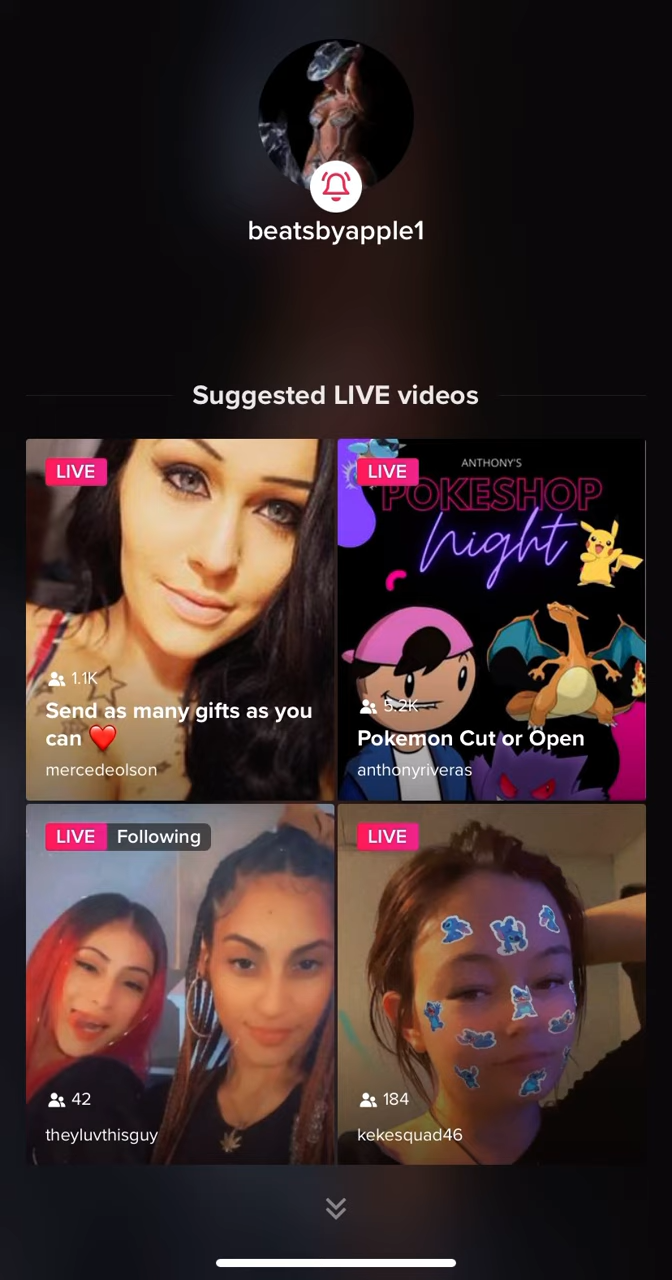 beatsbyapple1
Suggested LIVE videos
LIVE
1.1K
Send as many gifts as you
can ❤️
mercedeolson
LIVE
ANTHONY'S
POKESHOP
night
5.2K
Pokemon Cut or Open
anthonyriveras
LIVE Following
42
theyluvthisguy
LIVE
184
kekesquad46